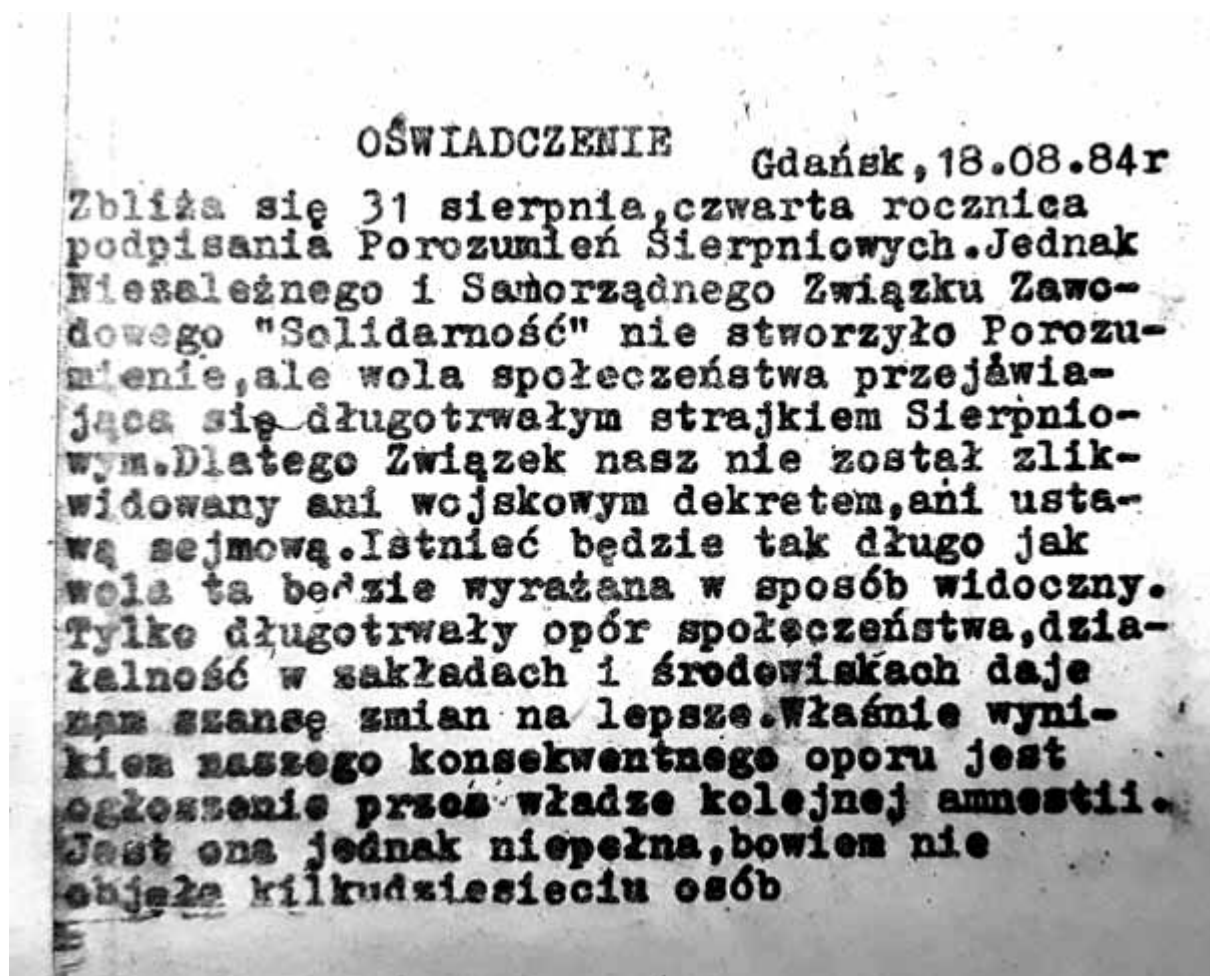 OŚWIADCZENIE
Gdańsk,18.08.84r
Zbliża się 31 sierpnia,czwarta rocznica
podpisania Porozumień Sierpniowych.Jednak
Niezależnego i Samorządnego Związku Zawo-
dowego "Solidarność" nie stworzyło Porozu-
mienie,ale wola społeczeństwa przejawia-
jąca się długotrwałym strajkiem Sierpnio-
wym.Dlatego Związek nasz nie został zlik-
widowany ani wojskowym dekretem,ani usta-
wą sejmową.Istnieć będzie tak długo jak
wola ta będzie wyrażana w sposób widoczny.
Tylko długotrwały opór społeczeństwa,dzia-
łalność w zakładach i środowiskach daje
nam szansę zmian na lepsze.Właśnie wyni-
kiem naszego konsekwentnego oporu jest
ogłoszenie przez władze kolejnej amnestii.
Jest ona jednak niepełna,bowiem nie
objęła kilkudziesięciu osób